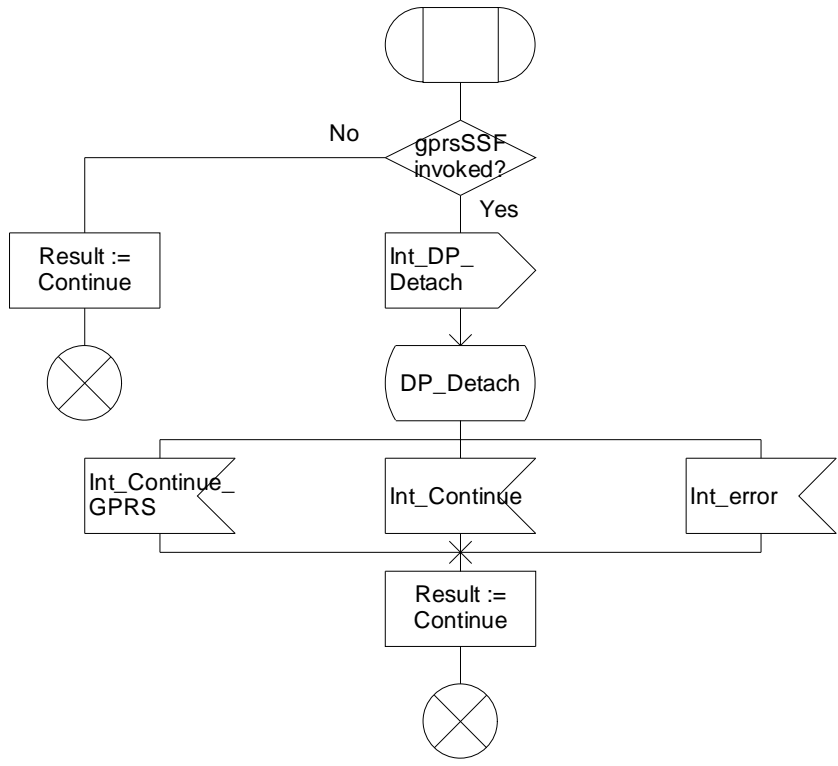 No
gprsSSF
invoked?
Yes
Result :=
Continue
Int_DP_
Detach
DP_Detach
Int_Continue_
GPRS
Int_Continue
Int_error
Result :=
Continue